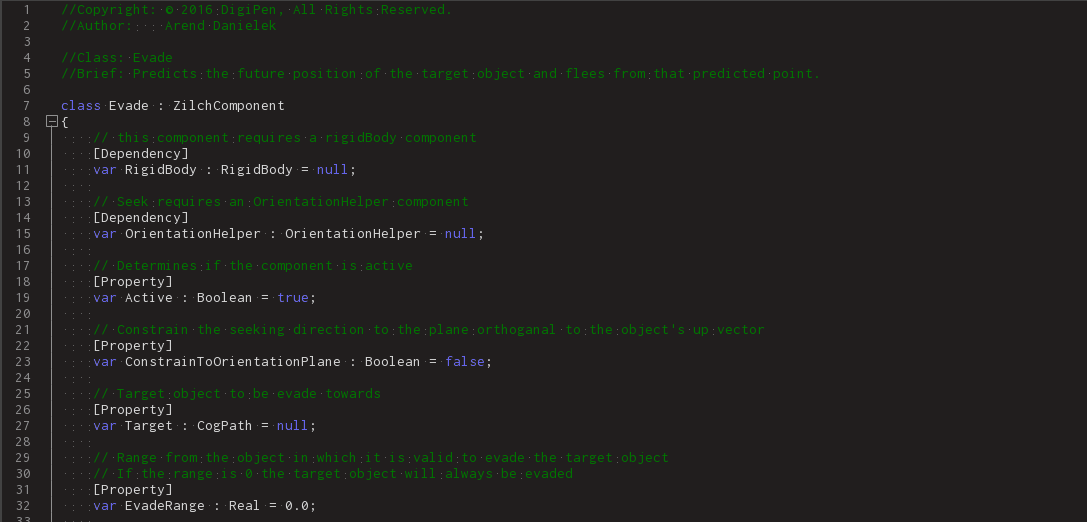 1 //Copyright: © 2016 DigiPen, All Rights Reserved.
2 //Author: Arend Danielek
3
4 //Class: Evade
5 //Brief: Predicts the future position of the target object and flees from that predicted point.
6
7 class Evade : ZilchComponent
8 {
9 // this component requires a rigidBody component
10 [Dependency]
11 var RigidBody : RigidBody = null;
12
13 // Seek requires an OrientationHelper component
14 [Dependency]
15 var OrientationHelper : OrientationHelper = null;
16
17 // Determines if the component is active
18 [Property]
19 var Active : Boolean = true;
20
21 // Constrain the seeking direction to the plane orthoganal to the object's up vector
22 [Property]
23 var ConstrainToOrientationPlane : Boolean = false;
24
25 // Target object to be evade towards
26 [Property]
27 var Target : CogPath = null;
28
29 // Range from the object in which it is valid to evade the target object
30 // If the range is 0 the target object will always be evaded
31 [Property]
32 var EvadeRange : Real = 0.0;
33